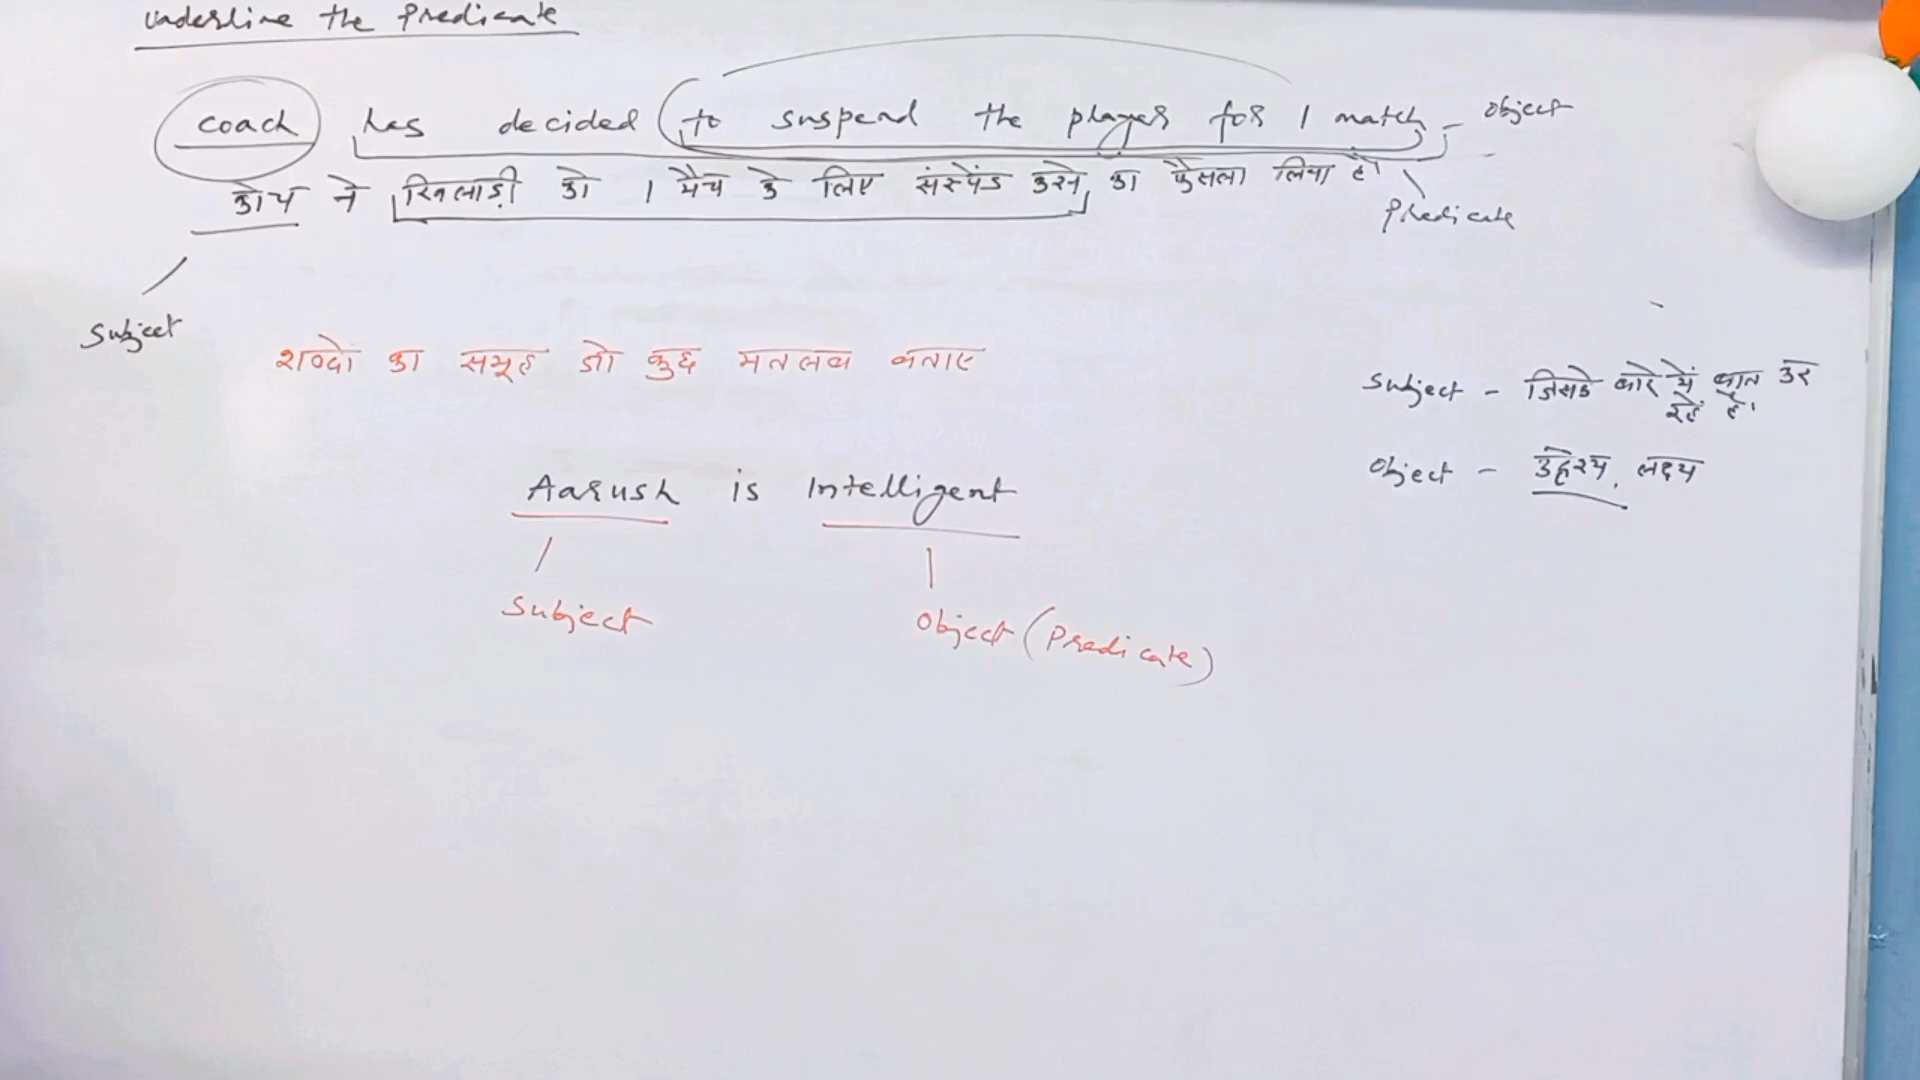 underline the Predicate
coach has decided to suspend the player for 1 match - object
कोच ने खिलाड़ी को 1 मैच के लिए संस्पेंड करने का फैसला लिया है।
Predicate
Subject
शब्दों का समूह जो कुछ मतलब बताए
Subject - जिसके बारे में बात कर
रहे है।
Object - उद्देश्य, लक्ष्य
Aarush is Intelligent
Subject
Object (Predicate)